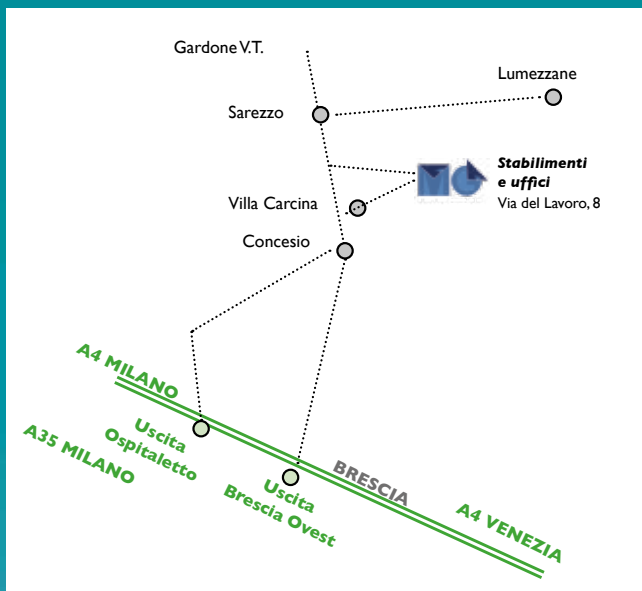 Gardone V.T.
Lumezzane
Sarezzo
MG
Stabilimenti
e uffici
Via del Lavoro, 8
Villa Carcina
Concesio
A4 MILANO
Uscita
Ospitaletto
A35 MILANO
BRESCIA
Uscita
Brescia Ovest
A4 VENEZIA